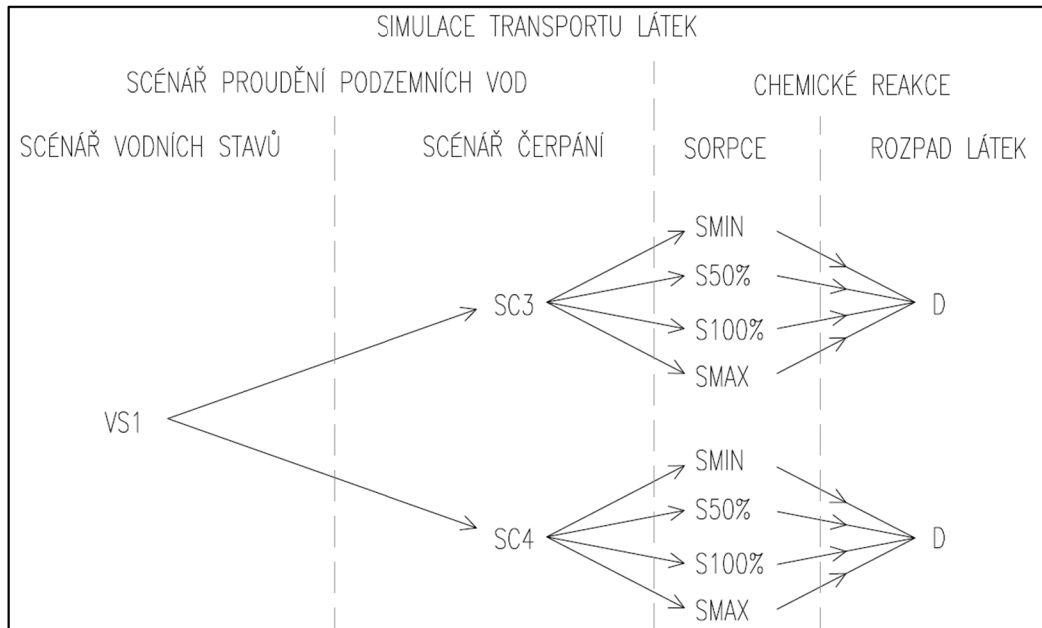 SIMULACE TRANSPORTU LÁTEK
SCÉNÁŘ PROUDĚNÍ PODZEMNÍCH VOD
CHEMICKÉ REAKCE
SCÉNÁŘ VODNÍCH STAVŮ
SCÉNÁŘ ČERPÁNÍ
SORPCE
ROZPAD LÁTEK
VS1
SC3
SMIN
S50%
S100%
SMAX
D
SC4
SMIN
S50%
S100%
SMAX
D